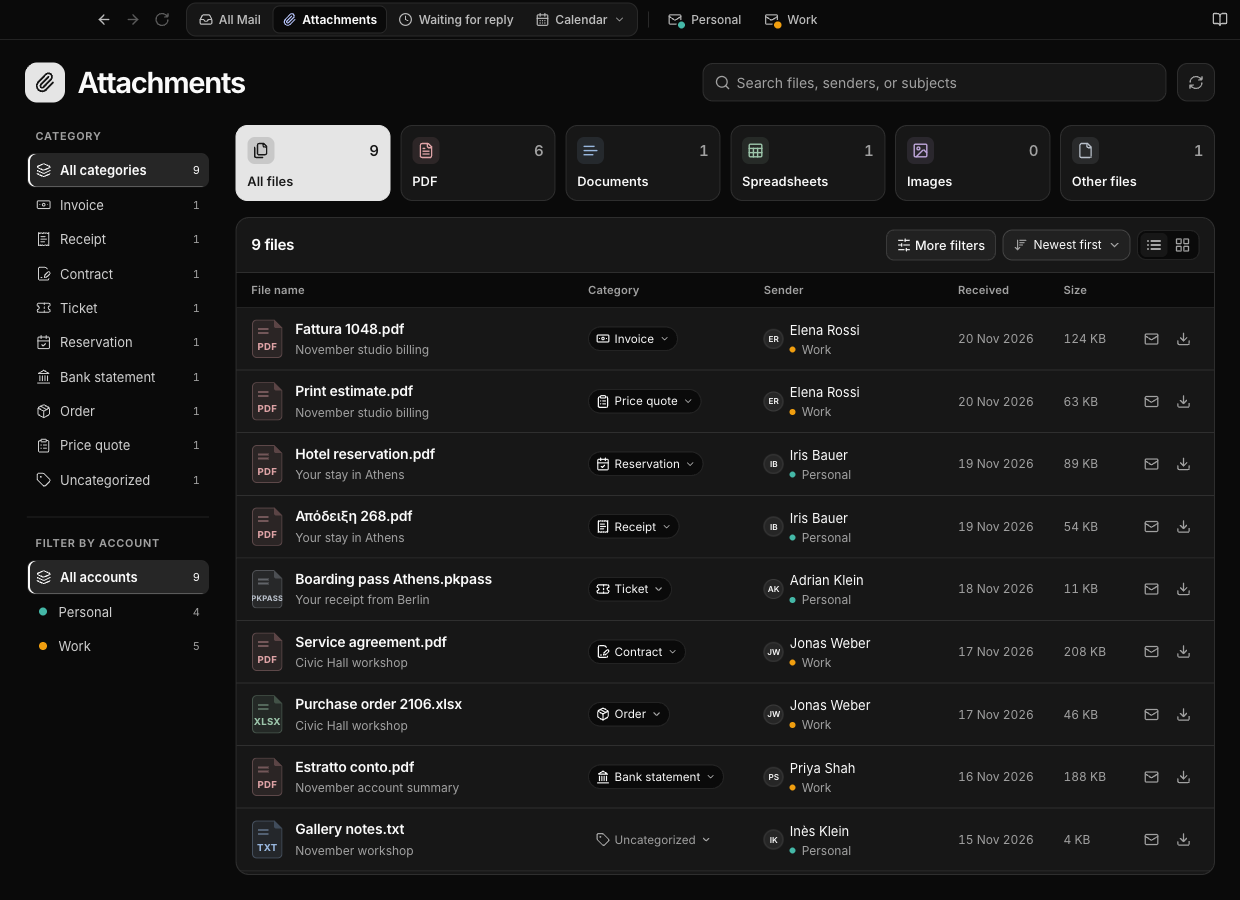 All Mail
Attachments
Waiting for reply
Calendar
Personal
Work
Attachments
Search files, senders, or subjects
CATEGORY
All categories 9
Invoice 1
Receipt 1
Contract 1
Ticket 1
Reservation 1
Bank statement 1
Order 1
Price quote 1
Uncategorized 1
FILTER BY ACCOUNT
All accounts 9
Personal 4
Work 5
9
All files
6
PDF
1
Documents
1
Spreadsheets
0
Images
1
Other files
9 files
More filters
Newest first
File name Category Sender Received Size
PDF
Fattura 1048.pdf
November studio billing
Invoice
ER
Elena Rossi
Work
20 Nov 2026
124 KB
PDF
Print estimate.pdf
November studio billing
Price quote
ER
Elena Rossi
Work
20 Nov 2026
63 KB
PDF
Hotel reservation.pdf
Your stay in Athens
Reservation
IB
Iris Bauer
Personal
19 Nov 2026
89 KB
PDF
Απόδειξη 268.pdf
Your stay in Athens
Receipt
IB
Iris Bauer
Personal
19 Nov 2026
54 KB
PKPASS
Boarding pass Athens.pkpass
Your receipt from Berlin
Ticket
AK
Adrian Klein
Personal
18 Nov 2026
11 KB
PDF
Service agreement.pdf
Civic Hall workshop
Contract
JW
Jonas Weber
Work
17 Nov 2026
208 KB
XLSX
Purchase order 2106.xlsx
Civic Hall workshop
Order
JW
Jonas Weber
Work
17 Nov 2026
46 KB
PDF
Estratto conto.pdf
November account summary
Bank statement
PS
Priya Shah
Work
16 Nov 2026
188 KB
TXT
Gallery notes.txt
November workshop
Uncategorized
IK
Inès Klein
Personal
15 Nov 2026
4 KB